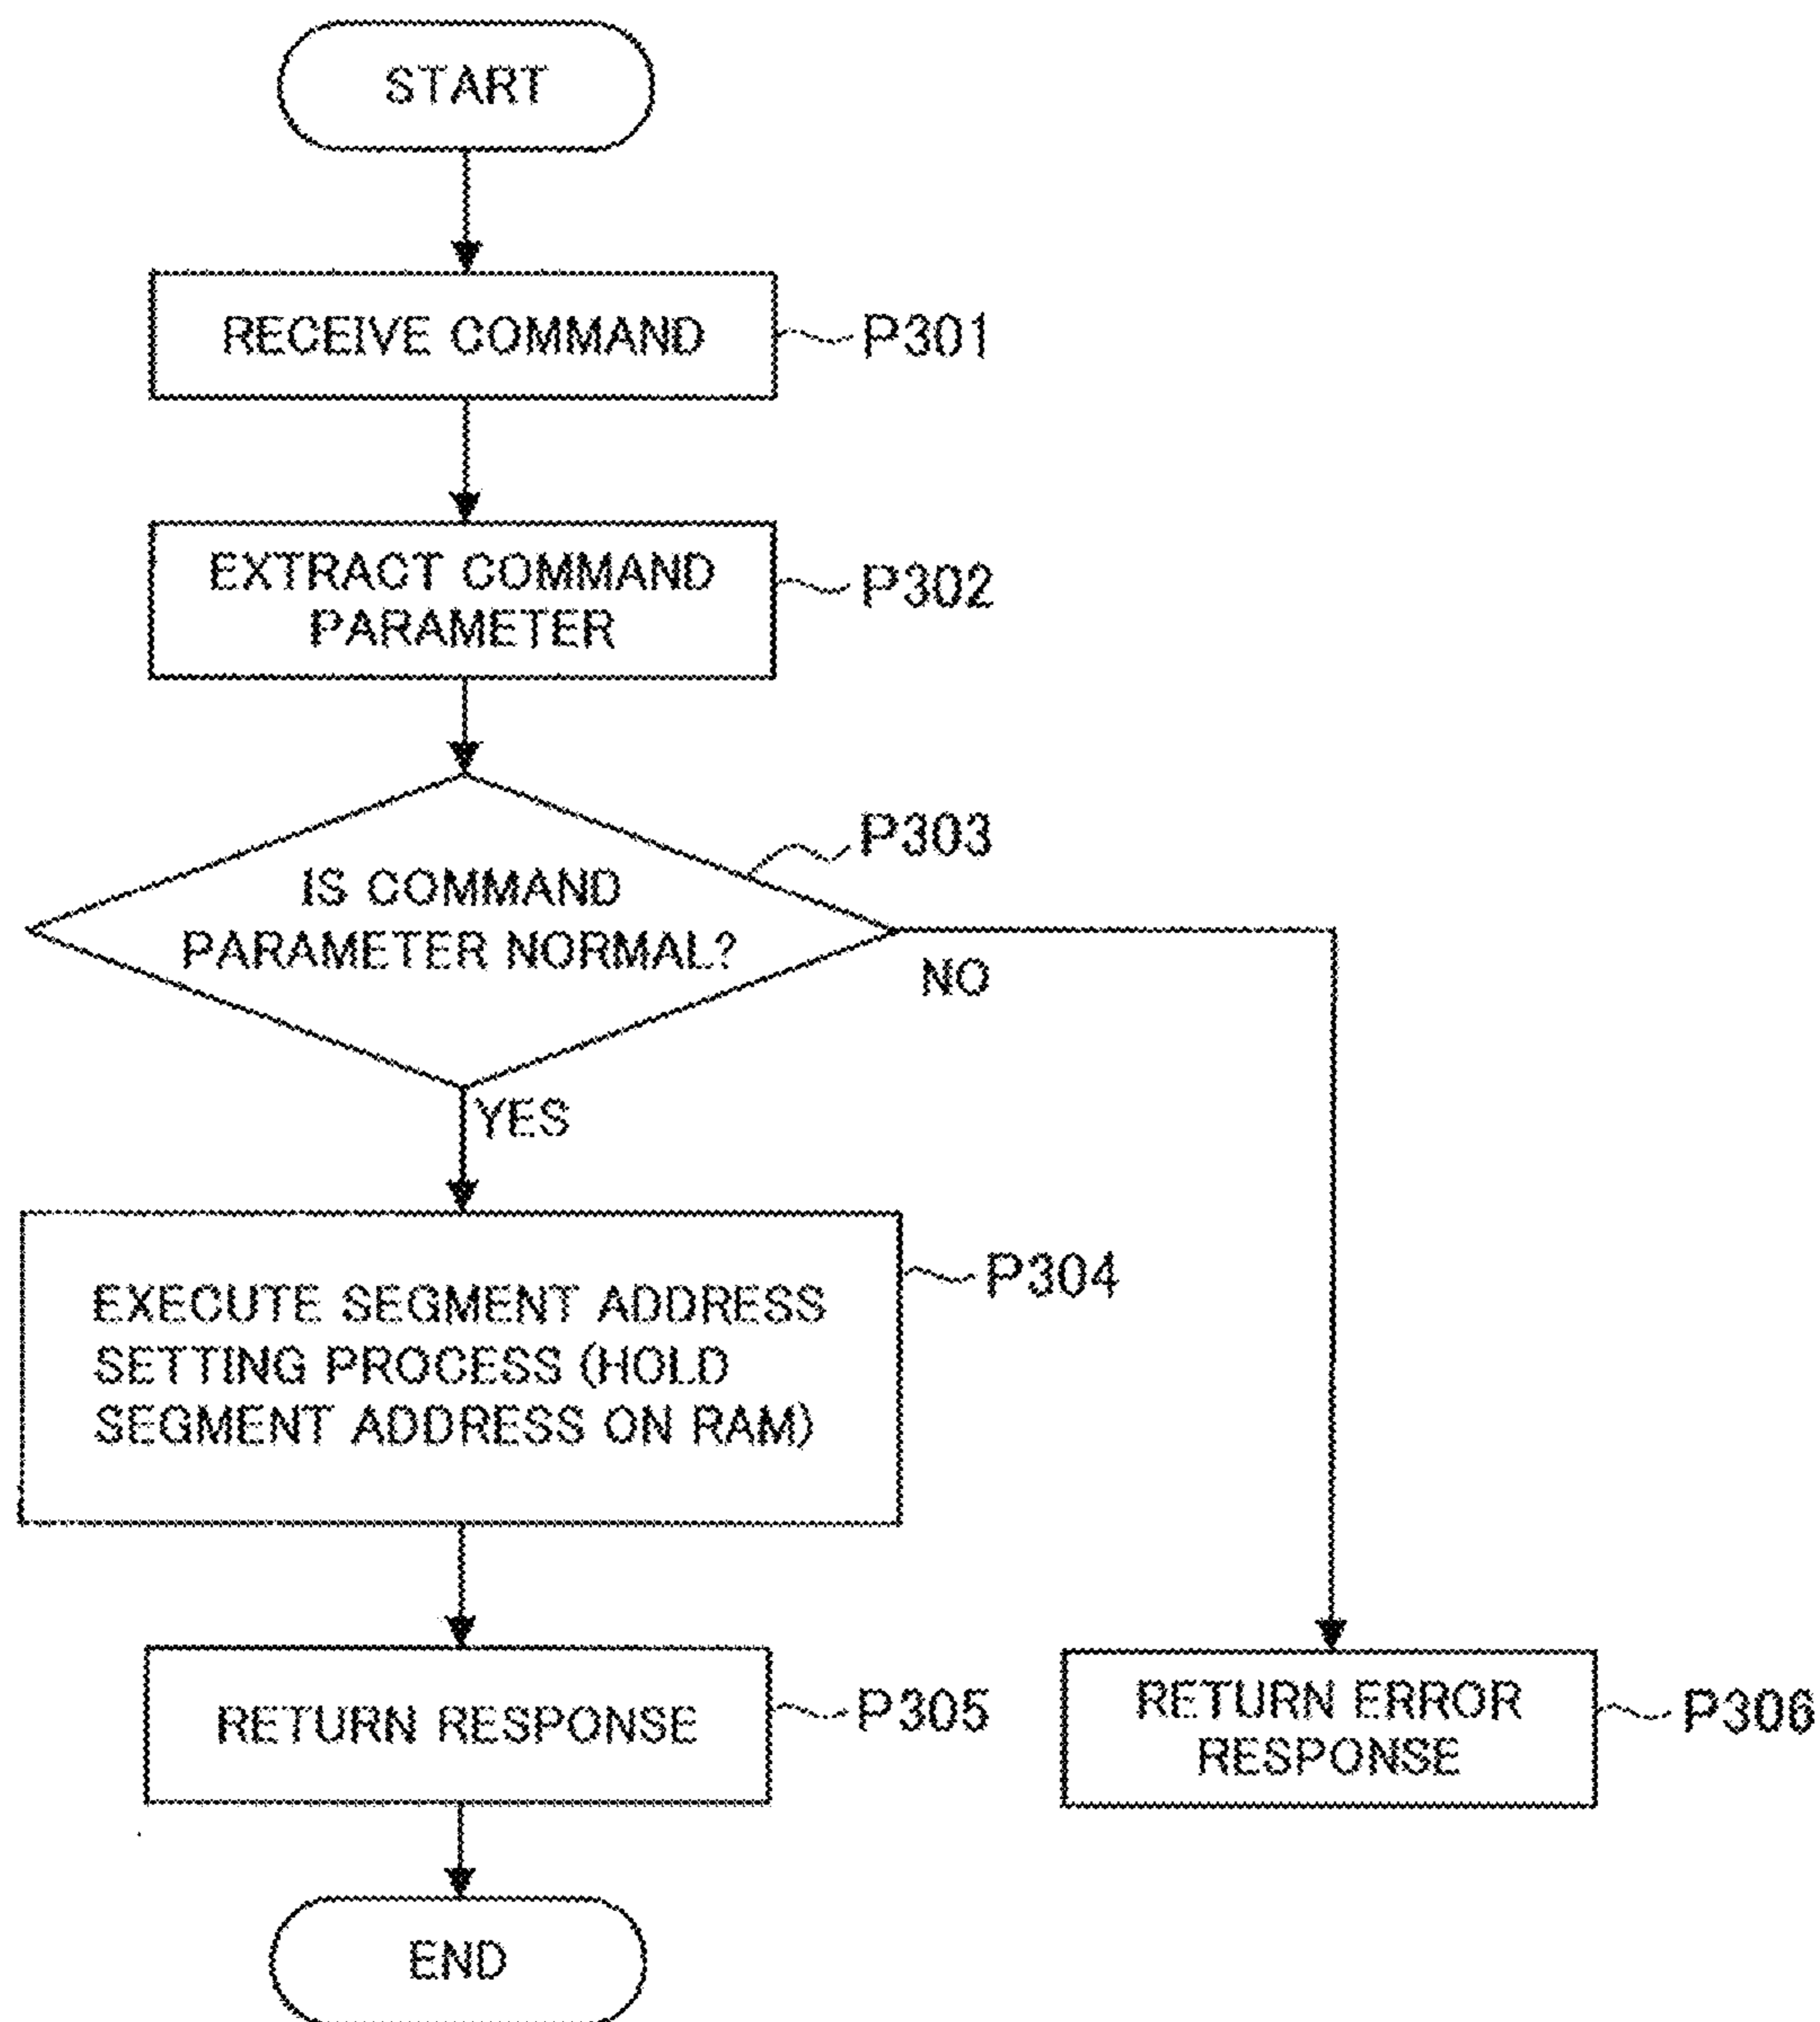 START
RECEIVE COMMAND
P301
EXTRACT COMMAND
PARAMETER
P302
IS COMMAND
PARAMETER NORMAL?
P303
NO
YES
EXECUTE SEGMENT ADDRESS
SETTING PROCESS (HOLD
SEGMENT ADDRESS ON RAM)
P304
RETURN RESPONSE
P305
RETURN ERROR
RESPONSE
P306
END